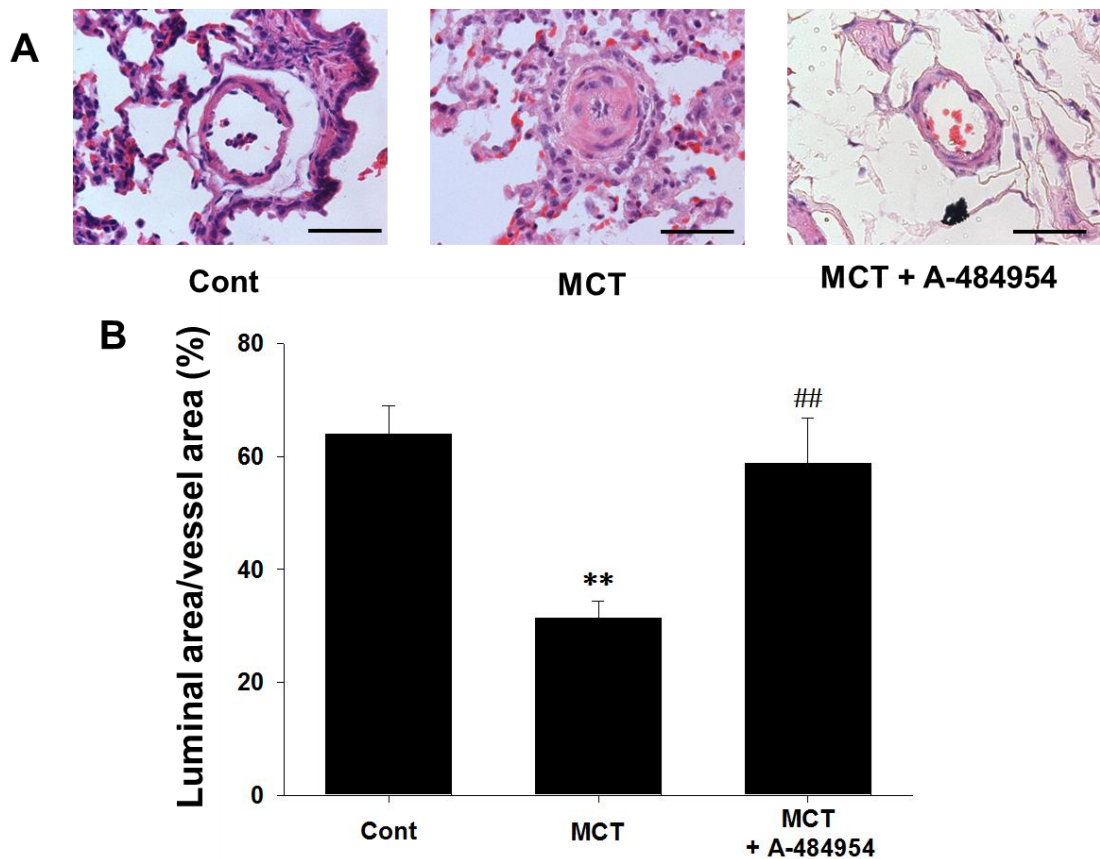 A
Cont
MCT
MCT + A-484954
B
Luminal area/vessel area (%)
80
60
40
20
0
**
##
Cont
MCT
MCT
+ A-484954